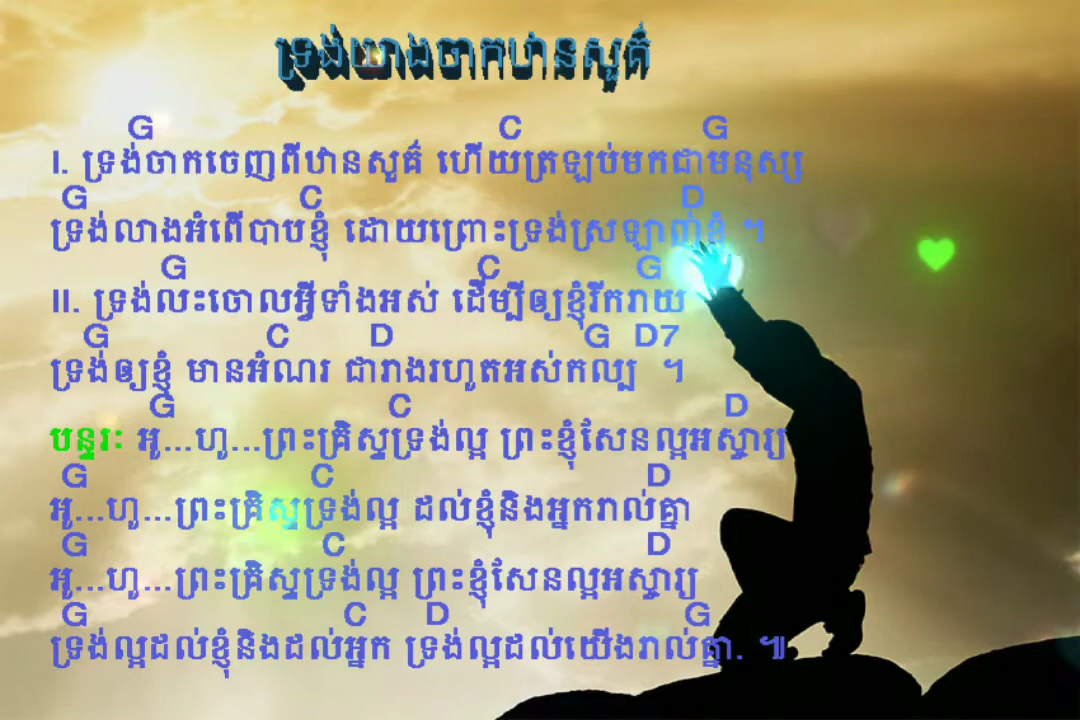 ទ្រង់យាងចាកឋានសួគ៌
G C G
I. ទ្រង់ចាកចេញពីឋានសួគ៌ ហើយត្រឡប់មកជាមនុស្ស
G C D
ទ្រង់លាងអំពើបាបខ្ញុំ ដោយព្រោះទ្រង់ស្រឡាញ់ខ្ញុំ ។
G C G
II. ទ្រង់លះចោលអ្វីទាំងអស់ ដើម្បីឲ្យខ្ញុំរីករាយ
G C D G D7
ទ្រង់ឲ្យខ្ញុំ មានអំណរ ជារាងរហូតអស់កល្ប ។
G C D
បន្ទរៈ អូ...ហូ...ព្រះគ្រិស្ទទ្រង់ល្អ ព្រះខ្ញុំសែនល្អអស្ចារ្យ
G C D
អូ...ហូ...ព្រះគ្រិស្ទទ្រង់ល្អ ដល់ខ្ញុំនិងអ្នករាល់គ្នា
G C D
អូ...ហូ...ព្រះគ្រិស្ទទ្រង់ល្អ ព្រះខ្ញុំសែនល្អអស្ចារ្យ
G C D G
ទ្រង់ល្អដល់ខ្ញុំនិងដល់អ្នក ទ្រង់ល្អដល់យើងរាល់គ្នា. ៕